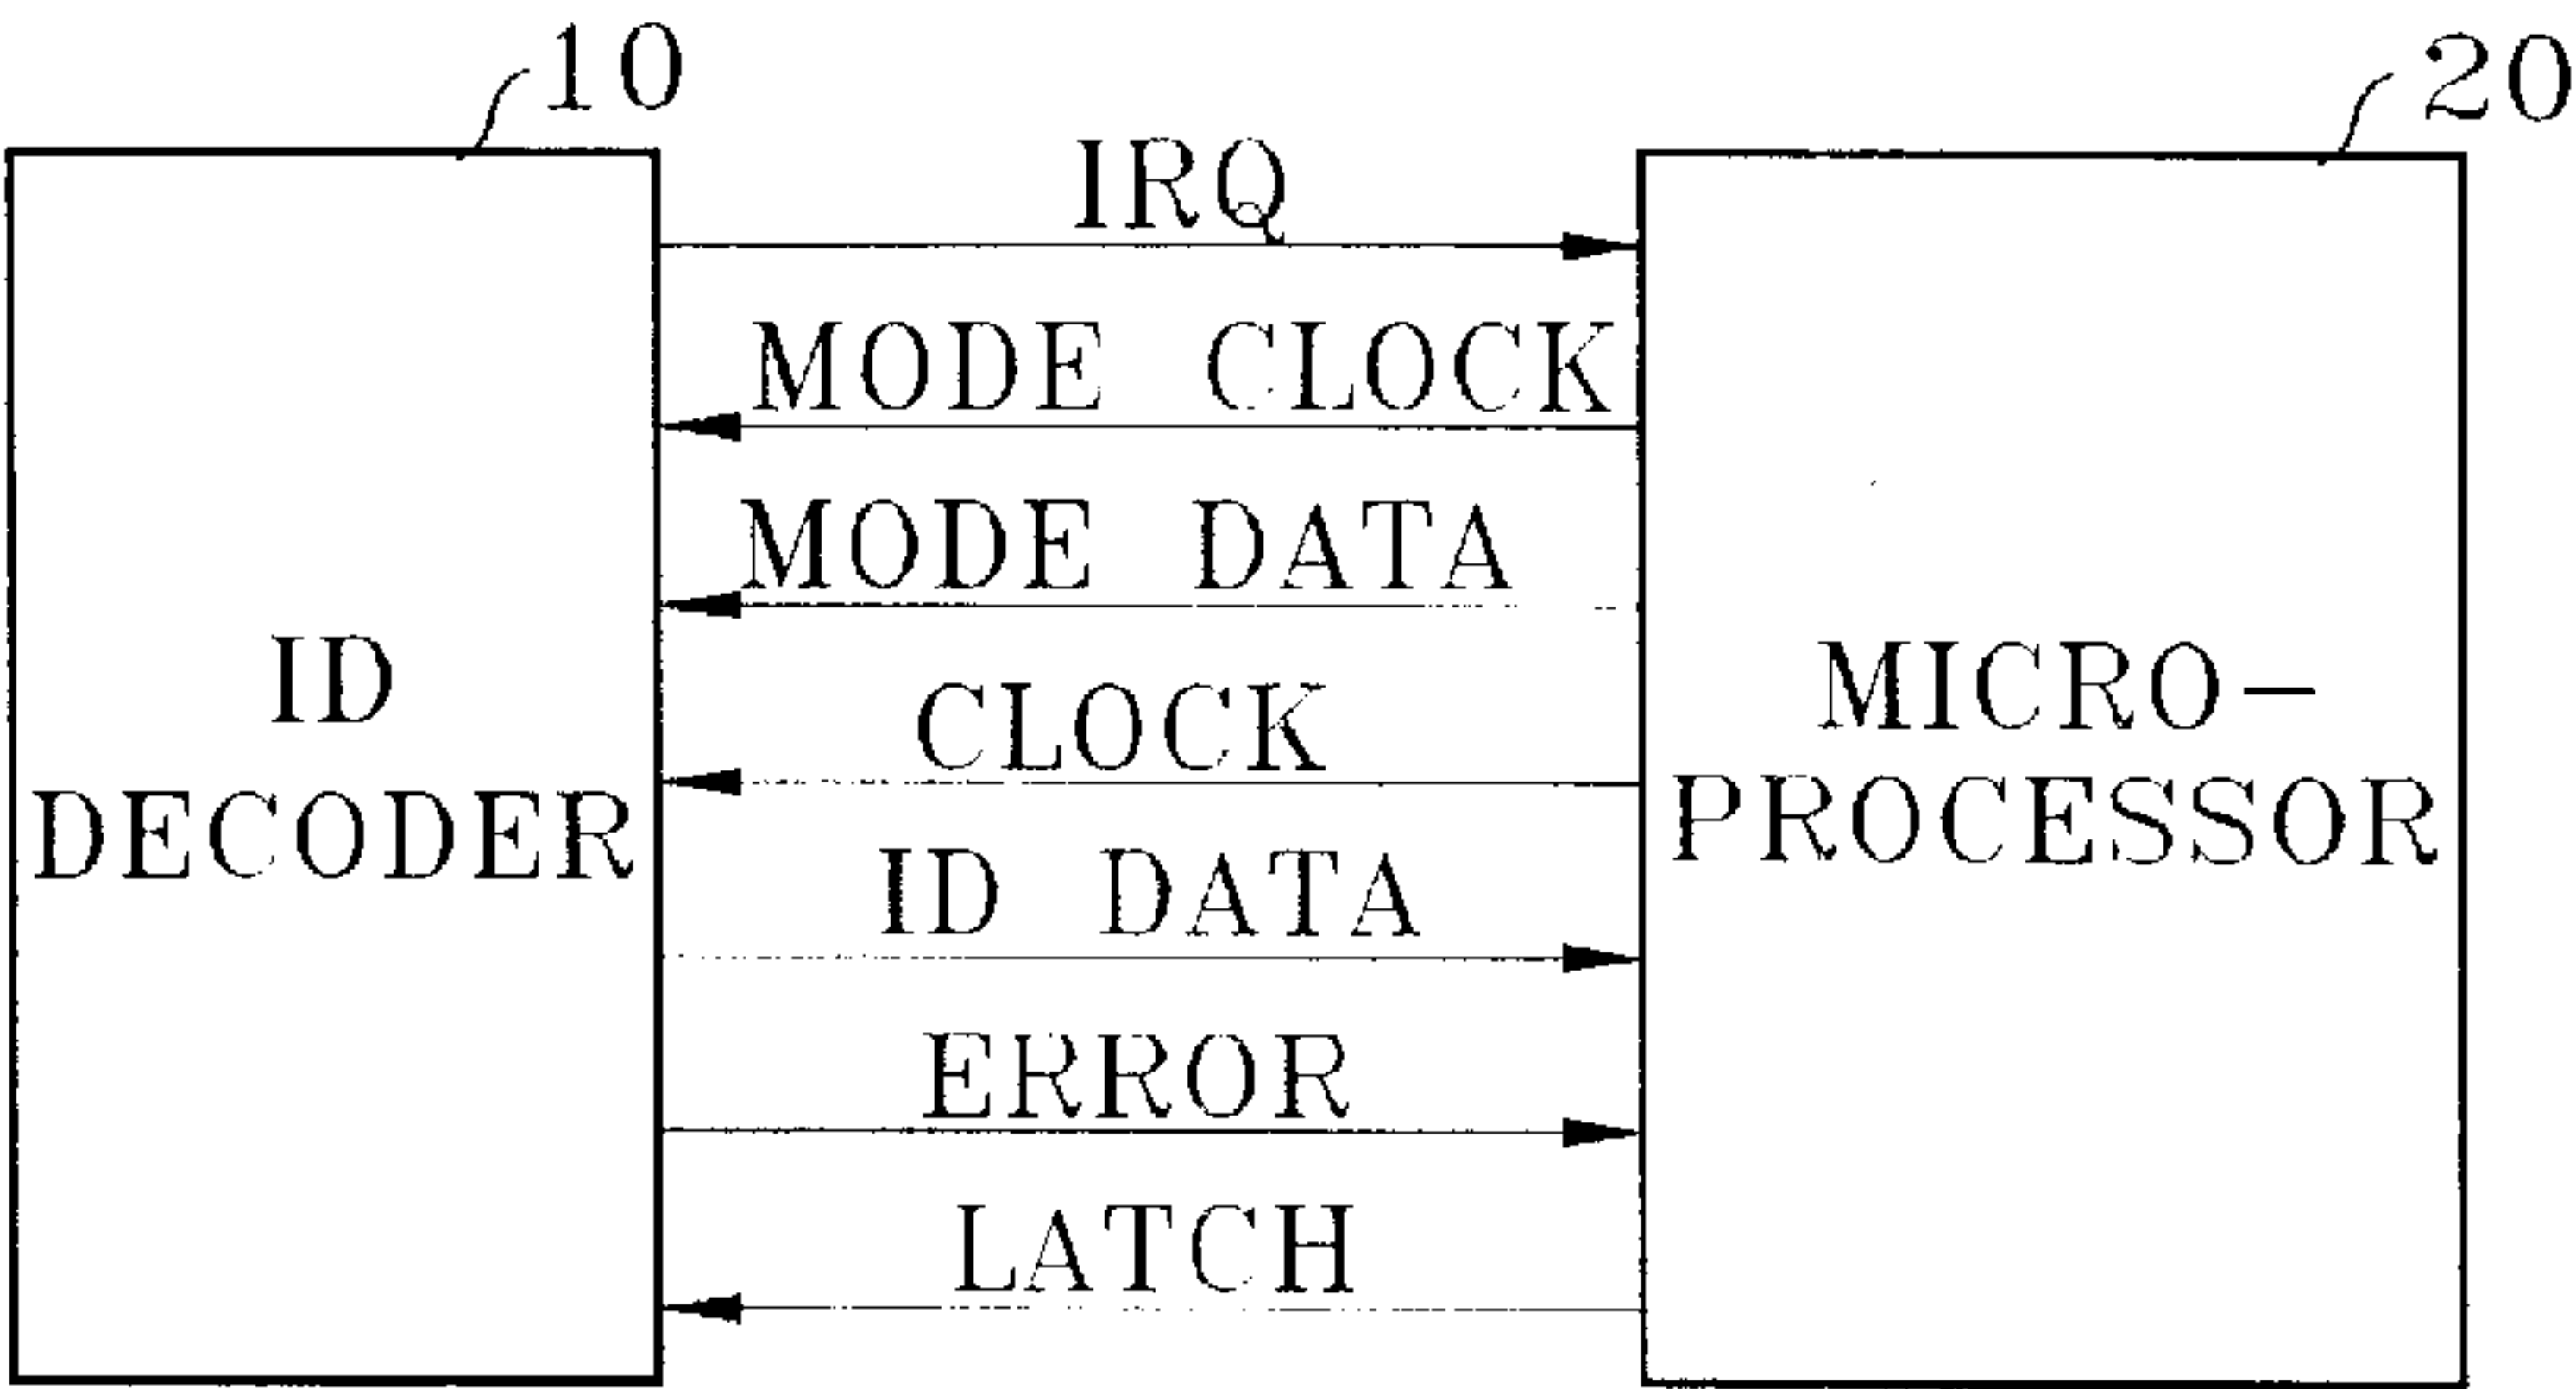 10
20
IRQ
MODE CLOCK
MODE DATA
CLOCK
ID DATA
ERROR
LATCH
ID
DECODER
MICRO-
PROCESSOR